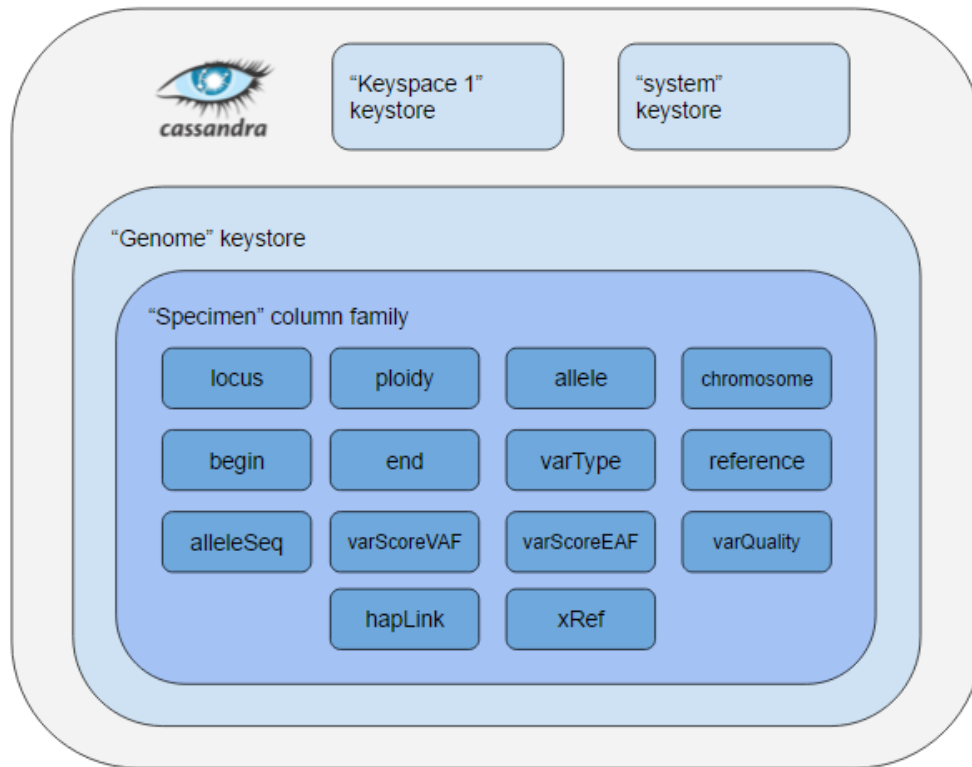 “Keyspace 1”
keystore
“system”
keystore
cassandra
“Genome” keystore
“Specimen” column family
locus
ploidy
allele
chromosome
begin
end
varType
reference
alleleSeq
varScoreVAF
varScoreEAF
varQuality
hapLink
xRef